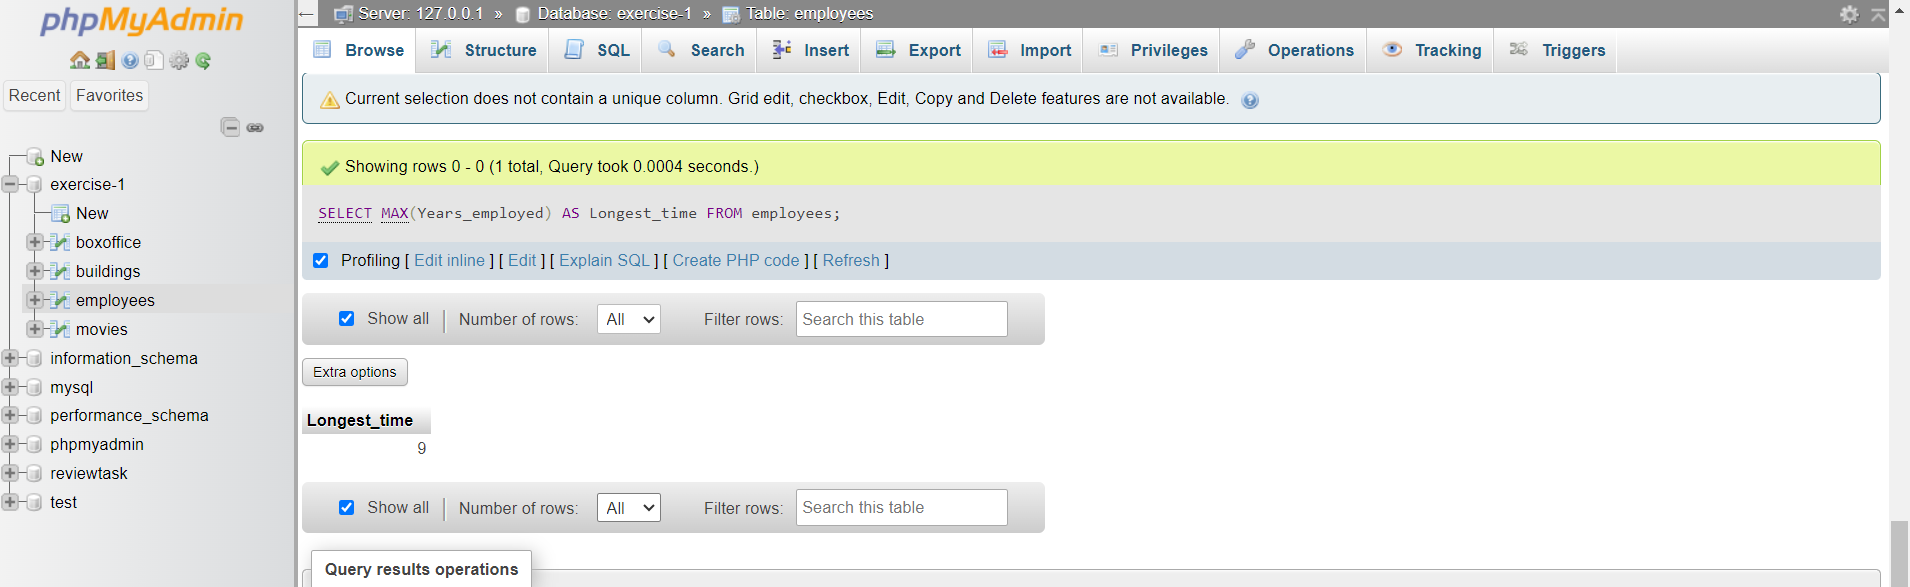 phpMyAdmin
Recent Favorites
New
exercise-1
New
boxoffice
buildings
employees
movies
information_schema
mysql
performance_schema
phpmyadmin
reviewtask
test
← Server: 127.0.0.1 » Database: exercise-1 » Table: employees
Browse Structure SQL Search Insert Export Import Privileges Operations Tracking Triggers
Current selection does not contain a unique column. Grid edit, checkbox, Edit, Copy and Delete features are not available.
Showing rows 0 - 0 (1 total, Query took 0.0004 seconds.)
SELECT MAX(Years_employed) AS Longest_time FROM employees;
Profiling [ Edit inline ] [ Edit ] [ Explain SQL ] [ Create PHP code ] [ Refresh ]
Show all | Number of rows: All Filter rows: Search this table
Extra options
Longest_time
9
Show all | Number of rows: All Filter rows: Search this table
Query results operations